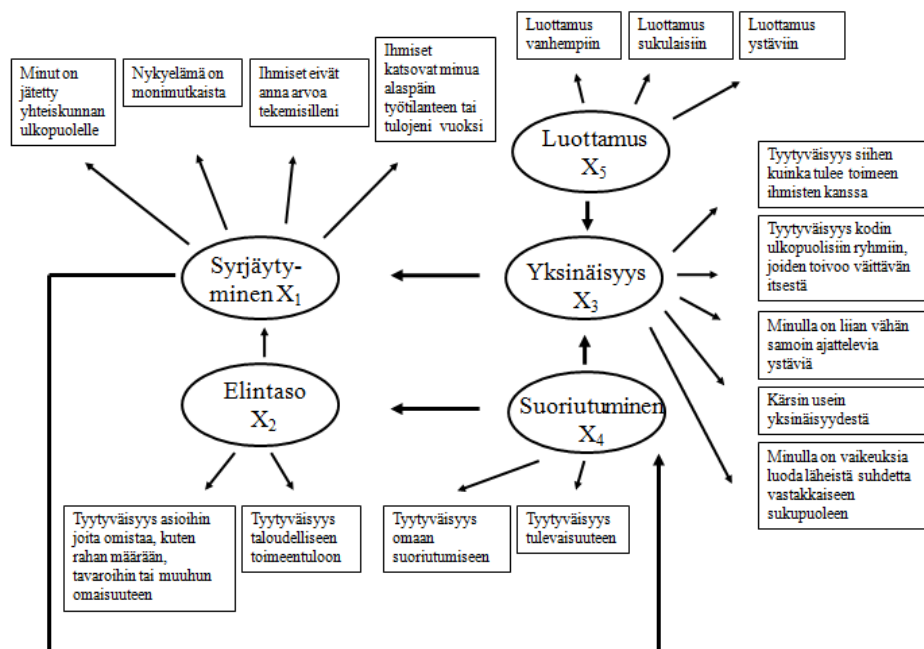 Luottamus
vanhempiin
Luottamus
sukulaisiin
Luottamus
ystäviin
Minut on
jätetty
yhteiskunnan
ulkopuolelle
Nykyelämä on
monimutkaista
Ihmiset eivät
anna arvoa
tekemisilleni
Ihmiset
katsovat minua
alaspäin
työtilanteen tai
tulojeni vuoksi
Luottamus
X5
Tyytyväisyys siihen
kuinka tulee toimeen
ihmisten kanssa
Tyytyväisyys kodin
ulkopuolisiin ryhmiin,
joiden toivoo väittävän
itsestä
Minulla on liian vähän
samoin ajattelevia
ystäviä
Kärsin usein
yksinäisyydestä
Minulla on vaikeuksia
luoda läheistä suhdetta
vastakkaiseen
sukupuoleen
Syrjäyty-
minen X1
Yksinäisyys
X3
Elintaso
X2
Suoriutuminen
X4
Tyytyväisyys asioihin
joita omistaa, kuten
rahan määrään,
tavaroihin tai muuhun
omaisuuteen
Tyytyväisyys
taloudelliseen
toimeentuloon
Tyytyväisyys
omaan
suoriutumiseen
Tyytyväisyys
tulevaisuuteen